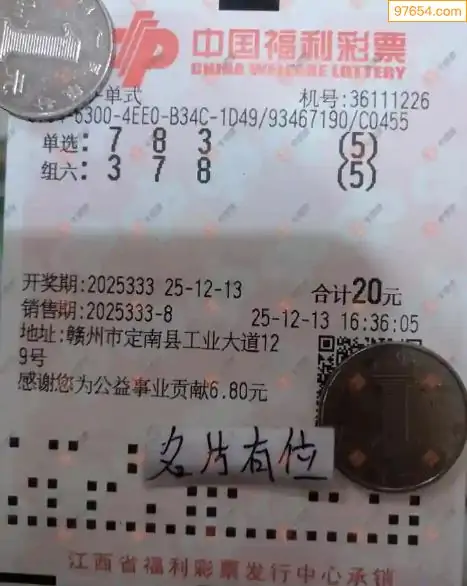 97654.com
中国福利彩票
CHINA WELFARE LOTTERY
单式 机号:36111226
6300-4EE0-B34C-1D49/93467190/C0455
单选: 7 8 3 (5)
组六: 3 7 8 (5)
开奖期:2025333 25-12-13 合计20元
销售期:2025333-8 25-12-13 16:36:05
地址:赣州市定南县工业大道12
9号
感谢您为公益事业贡献6.80元
名片有位
江西省福利彩票发行中心承销